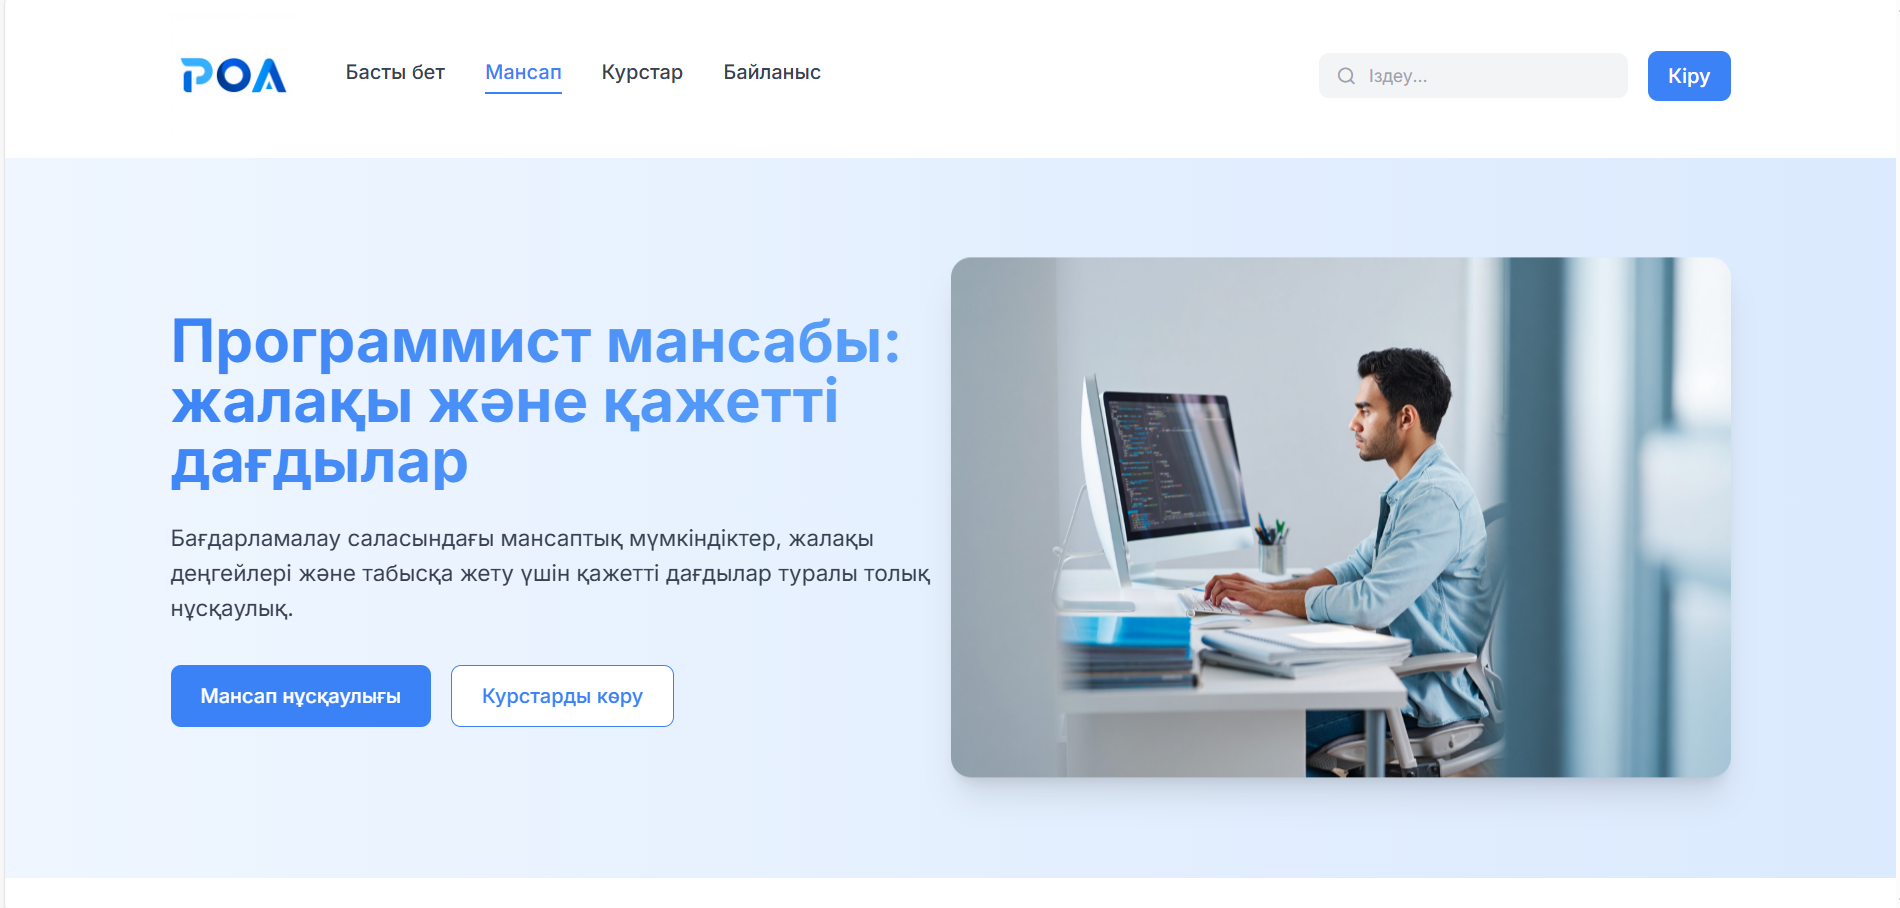 POA
Басты бет
Мансап
Курстар
Байланыс
Іздеу...
Кіру
Программист мансабы:
жалақы және қажетті
дағдылар
Бағдарламалау саласындағы мансаптық мүмкіндіктер, жалақы
деңгейлері және табысқа жету үшін қажетті дағдылар туралы толық
нұсқаулық.
Мансап нұсқаулығы
Курстарды көру